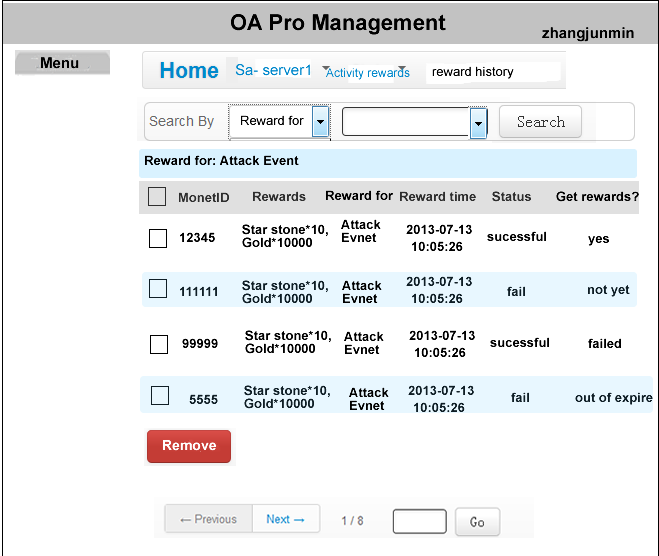 OA Pro Management
zhangjunmin
Menu
Home Sa- server1 Activity rewards reward history
Search By Reward for Search
Reward for: Attack Event
MonetID Rewards Reward for Reward time Status Get rewards?
12345 Star stone*10, Gold*10000 Attack Evnet 2013-07-13 10:05:26 sucessful yes
111111 Star stone*10, Gold*10000 Attack Evnet 2013-07-13 10:05:26 fail not yet
99999 Star stone*10, Gold*10000 Attack Evnet 2013-07-13 10:05:26 sucessful failed
5555 Star stone*10, Gold*10000 Attack Evnet 2013-07-13 10:05:26 fail out of expire
Remove
← Previous Next → 1 / 8 Go